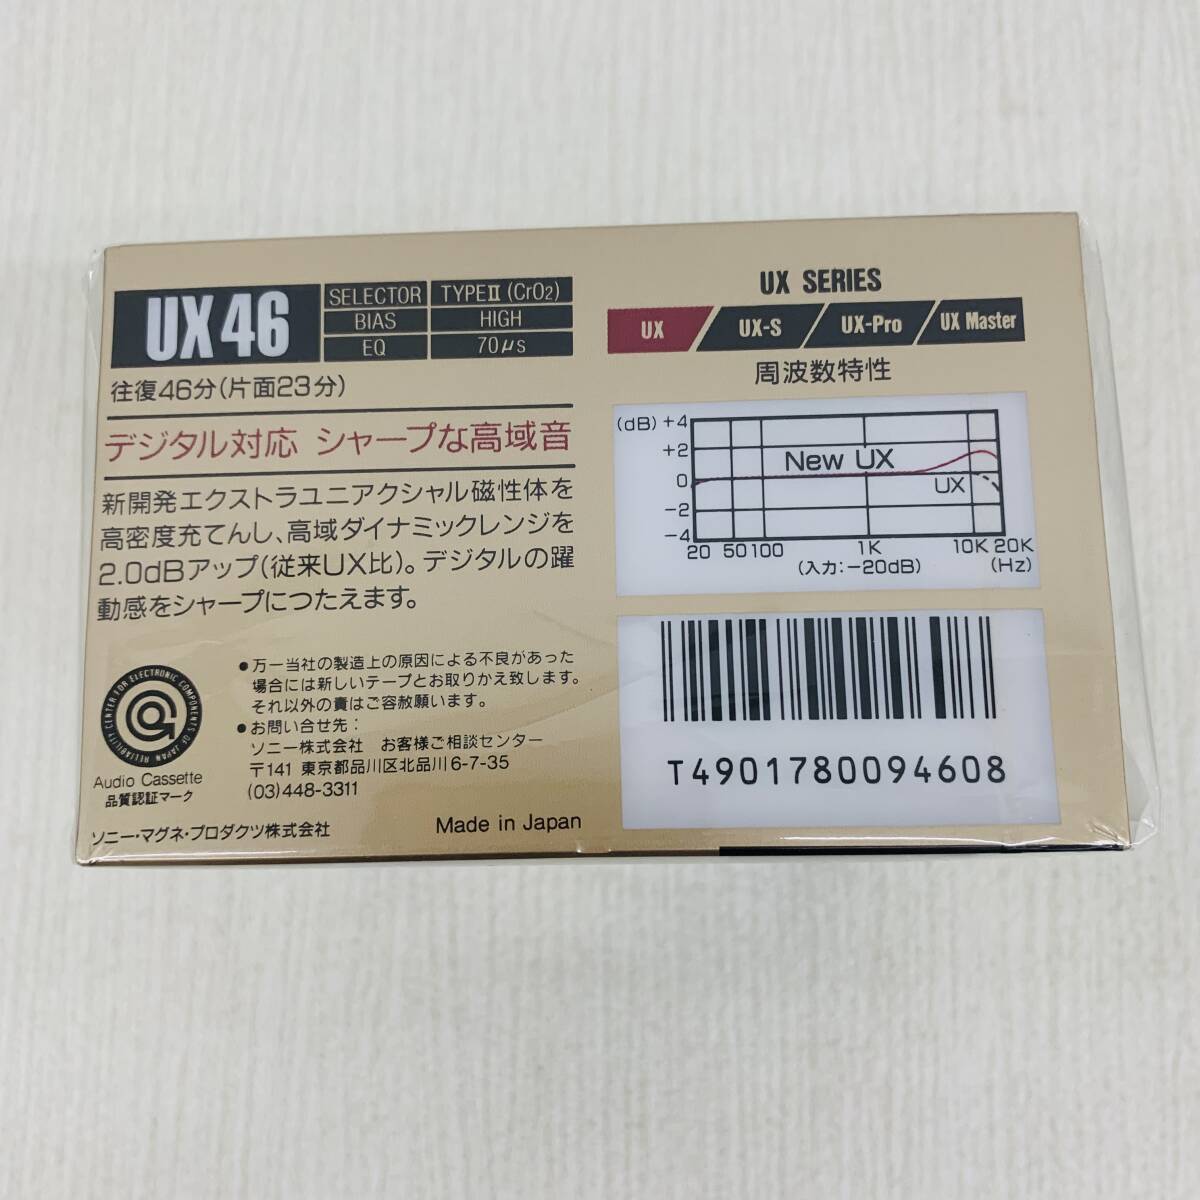 UX46
SELECTOR TYPEII (CrO2)
BIAS HIGH
EQ 70μs
往復46分(片面23分)
デジタル対応 シャープな高域音
新開発エクストラユニアクシャル磁性体を
高密度充てんし、高域ダイナミックレンジを
2.0dBアップ(従来UX比)。デジタルの躍
動感をシャープにつたえます。
RELIABILITY CENTER FOR ELECTRONIC COMPONENTS OF JAPAN
Audio Cassette
品質認証マーク
●万一当社の製造上の原因による不良があった
場合には新しいテープとお取りかえ致します。
それ以外の責はご容赦願います。
●お問い合せ先：
ソニー株式会社 お客様ご相談センター
〒141 東京都品川区北品川6-7-35
(03)448-3311
ソニー・マグネ・プロダクツ株式会社
Made in Japan
UX SERIES
UX UX-S UX-Pro UX Master
周波数特性
(dB) +4
+2
0
−2
−4
New UX
UX
20 50 100 1K 10K 20K
(入力:−20dB) (Hz)
T4901780094608